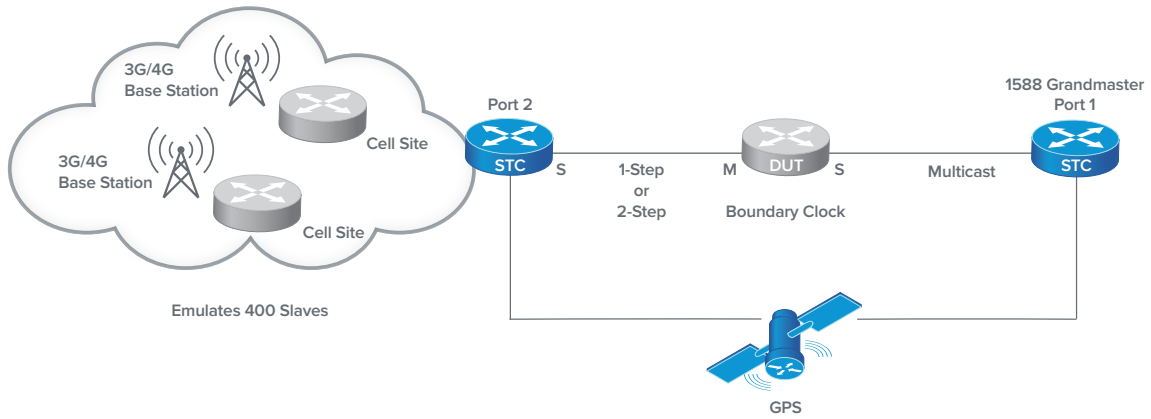 3G/4G
Base Station
Cell Site
3G/4G
Base Station
Cell Site
Emulates 400 Slaves
Port 2
STC
S
1-Step
or
2-Step
M
DUT
S
Boundary Clock
Multicast
1588 Grandmaster
Port 1
STC
GPS